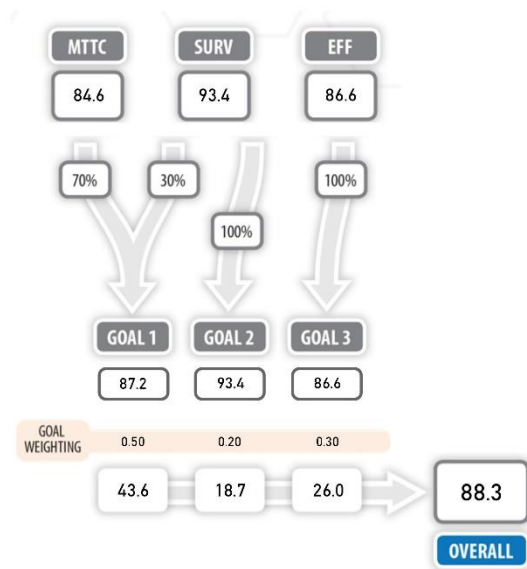 MTTC SURV EFF
84.6 93.4 86.6
70% 30% 100%
100%
GOAL 1 GOAL 2 GOAL 3
87.2 93.4 86.6
GOAL
WEIGHTING 0.50 0.20 0.30
43.6 18.7 26.0 88.3
OVERALL